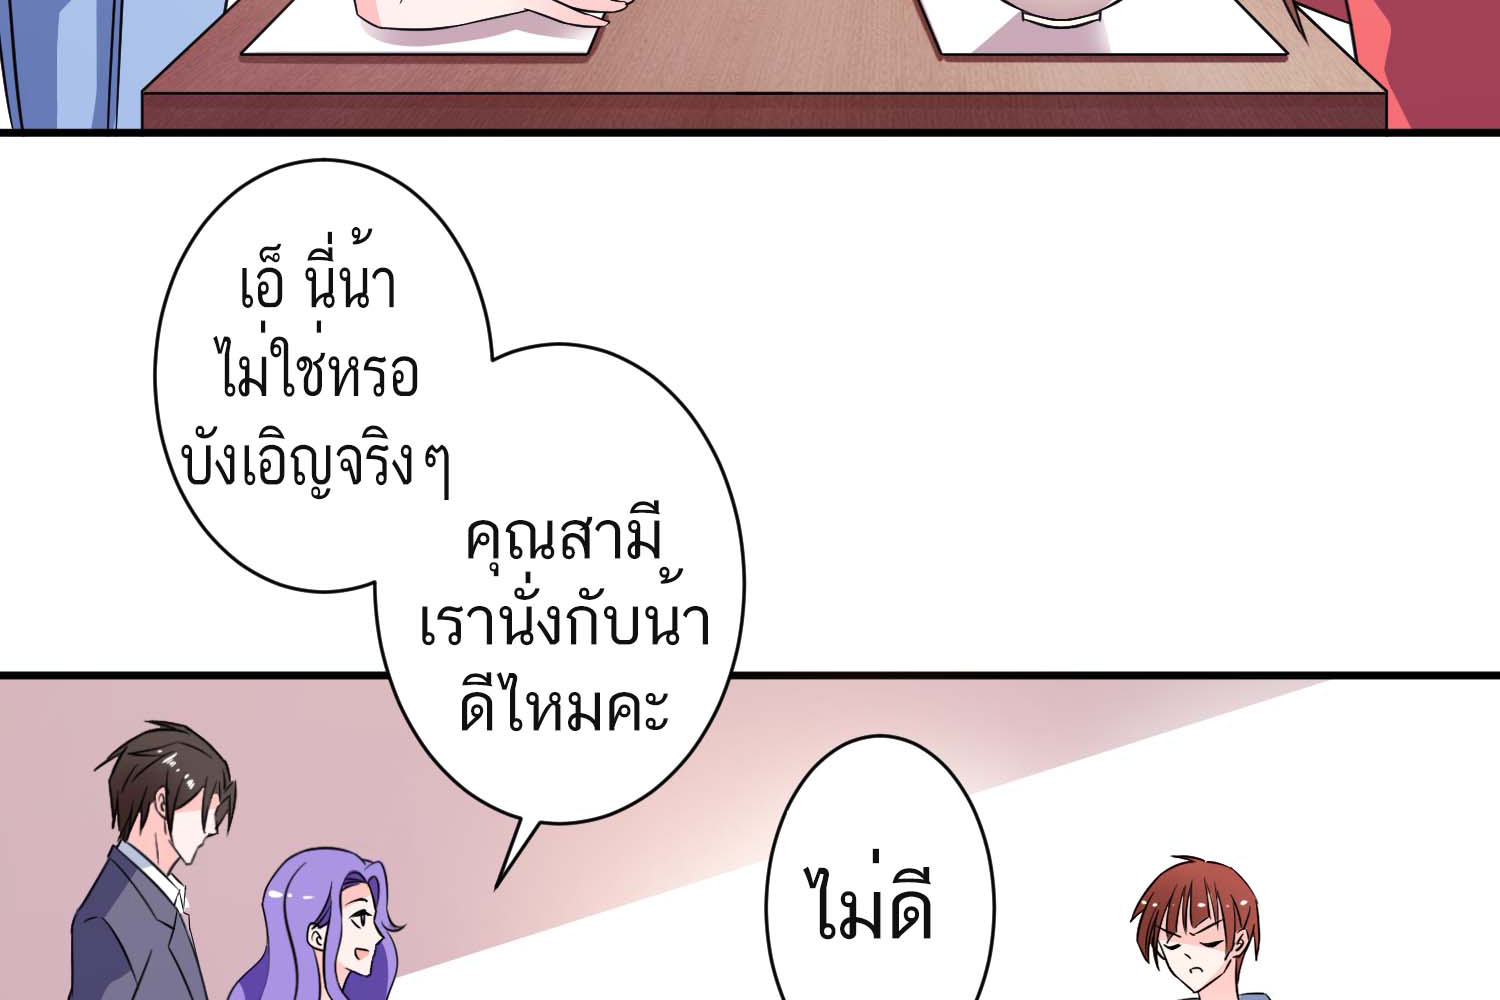 เอ็ นี่น้า
ไม่ใช่หรอ
บังเอิญจริงๆ
คุณสามี
เรานั่งกับน้า
ดีไหมคะ
ไม่ดี